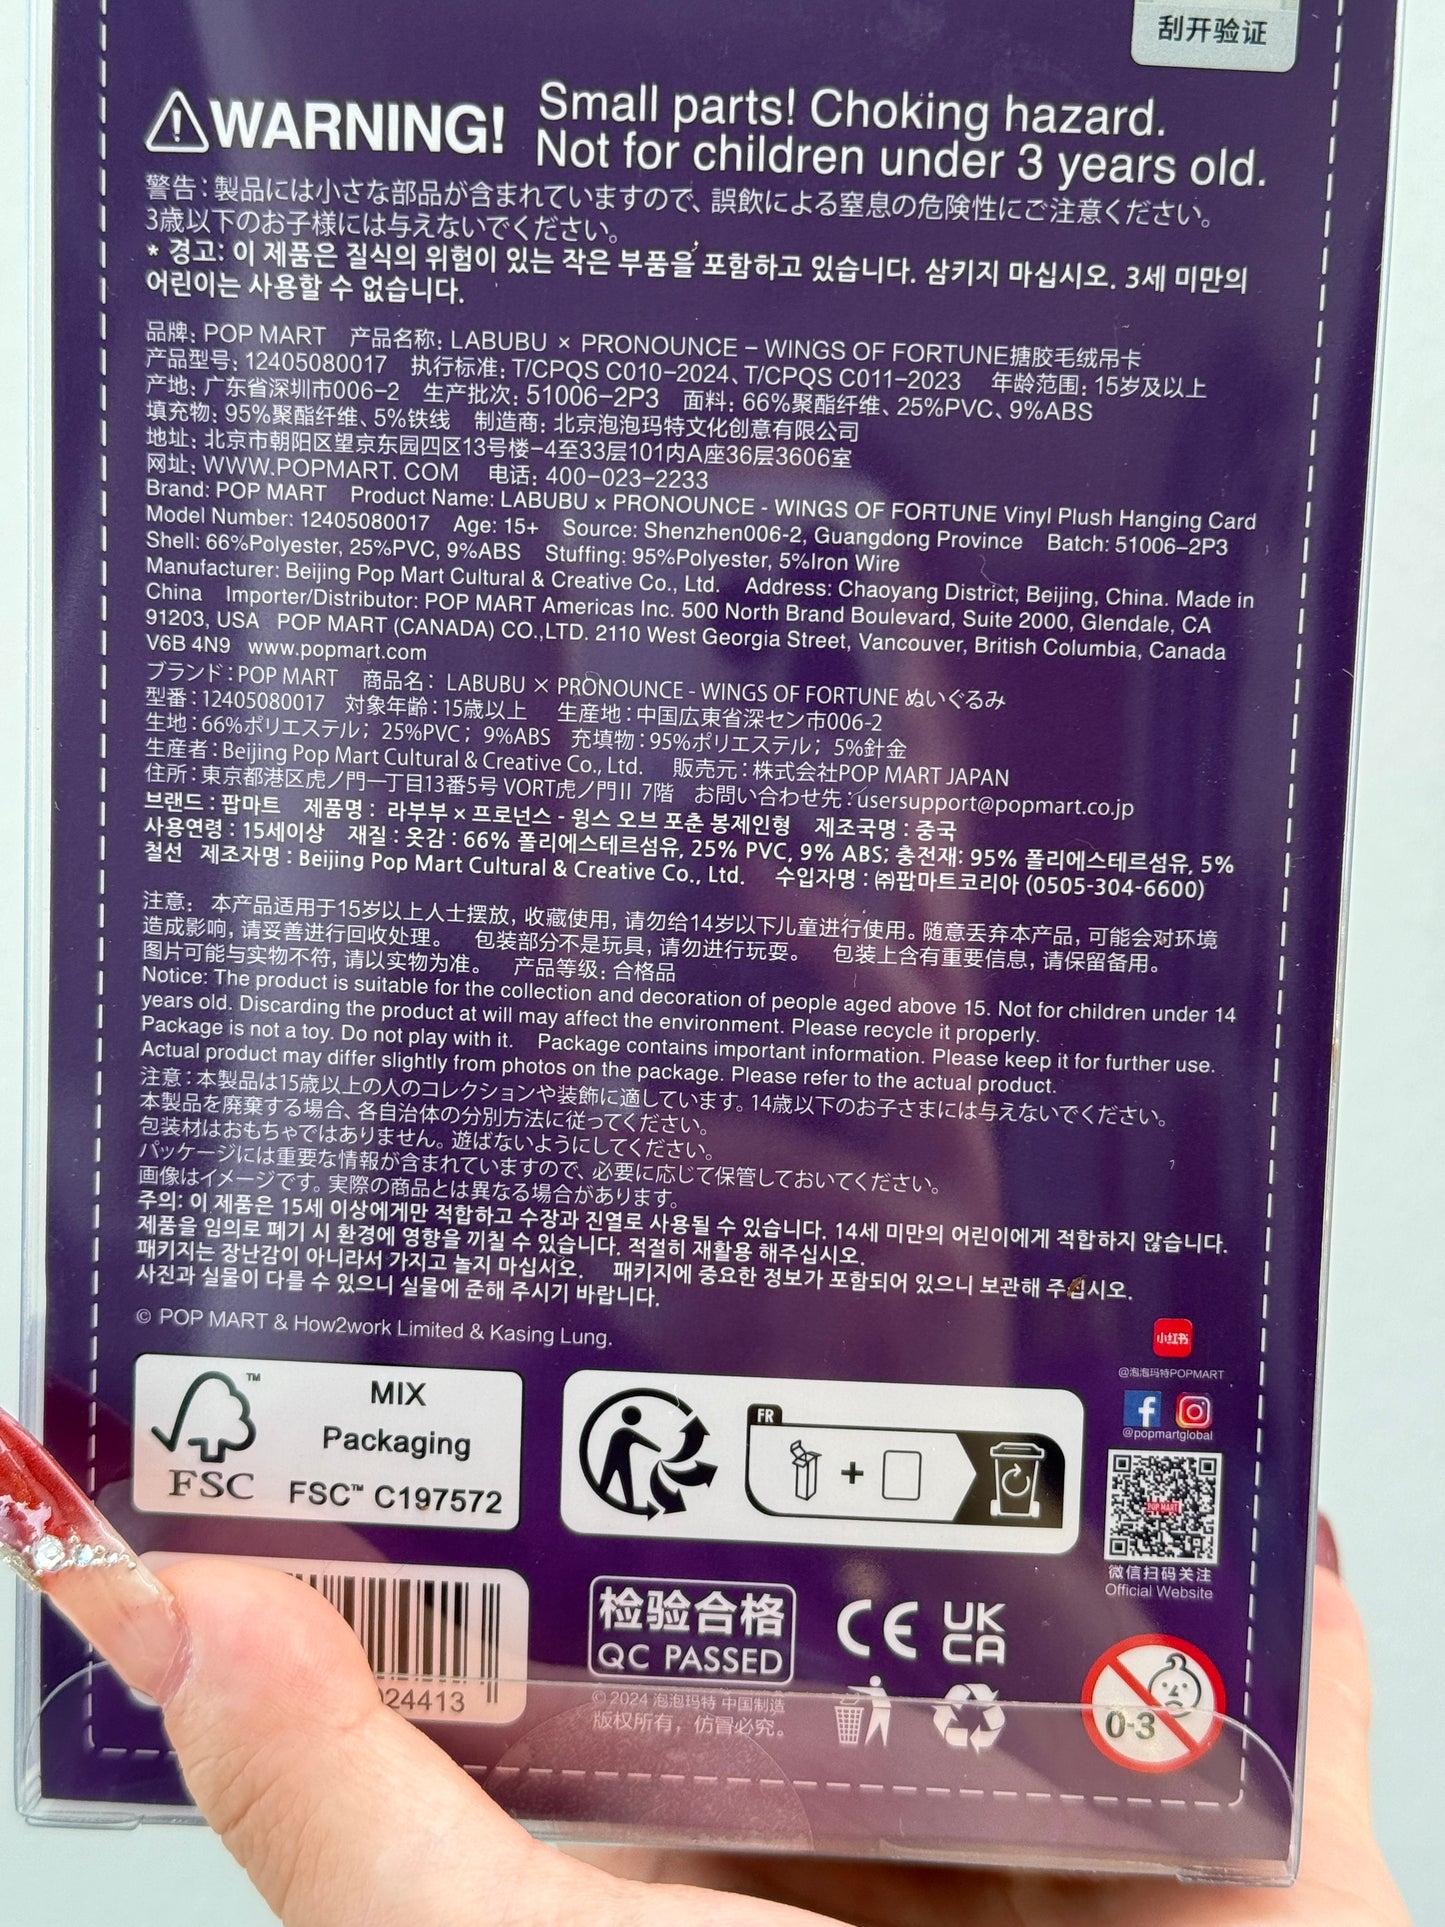 刮开验证
WARNING! Small parts! Choking hazard.
Not for children under 3 years old.
警告：製品には小さな部品が含まれていますので、誤飲による窒息の危険性にご注意ください。
3歳以下のお子様には与えないでください。
* 경고: 이 제품은 질식의 위험이 있는 작은 부품을 포함하고 있습니다. 삼키지 마십시오. 3세 미만의
어린이는 사용할 수 없습니다.
品牌: POP MART 产品名称: LABUBU × PRONOUNCE – WINGS OF FORTUNE搪胶毛绒吊卡
产品型号: 12405080017 执行标准: T/CPQS C010-2024、T/CPQS C011-2023 年龄范围: 15岁及以上
产地: 广东省深圳市006-2 生产批次: 51006-2P3 面料: 66%聚酯纤维、25%PVC、9%ABS
填充物: 95%聚酯纤维、5%铁线 制造商: 北京泡泡玛特文化创意有限公司
地址: 北京市朝阳区望京东园四区13号楼-4至33层101内A座36层3606室
网址: WWW.POPMART. COM 电话: 400-023-2233
Brand: POP MART Product Name: LABUBU × PRONOUNCE - WINGS OF FORTUNE Vinyl Plush Hanging Card
Model Number: 12405080017 Age: 15+ Source: Shenzhen006-2, Guangdong Province Batch: 51006–2P3
Shell: 66%Polyester, 25%PVC, 9%ABS Stuffing: 95%Polyester, 5%Iron Wire
Manufacturer: Beijing Pop Mart Cultural & Creative Co., Ltd. Address: Chaoyang District, Beijing, China. Made in
China Importer/Distributor: POP MART Americas Inc. 500 North Brand Boulevard, Suite 2000, Glendale, CA
91203, USA POP MART (CANADA) CO.,LTD. 2110 West Georgia Street, Vancouver, British Columbia, Canada
V6B 4N9 www.popmart.com
ブランド：POP MART 商品名： LABUBU × PRONOUNCE - WINGS OF FORTUNE ぬいぐるみ
型番：12405080017 対象年齢：15歳以上 生産地：中国広東省深セン市006-2
生地：66%ポリエステル； 25%PVC； 9%ABS 充填物：95%ポリエステル； 5%針金
生産者：Beijing Pop Mart Cultural & Creative Co., Ltd. 販売元：株式会社POP MART JAPAN
住所：東京都港区虎ノ門一丁目13番5号 VORT虎ノ門II 7階 お問い合わせ先：usersupport@popmart.co.jp
브랜드 : 팝마트 제품명 : 라부부 × 프로넌스 - 윙스 오브 포춘 봉제인형 제조국명 : 중국
사용연령 : 15세이상 재질 : 옷감 : 66% 폴리에스테르섬유, 25% PVC, 9% ABS; 충전재: 95% 폴리에스테르섬유, 5%
철선 제조자명 : Beijing Pop Mart Cultural & Creative Co., Ltd. 수입자명 : ㈜팝마트코리아 (0505-304-6600)
注意： 本产品适用于15岁以上人士摆放, 收藏使用, 请勿给14岁以下儿童进行使用。随意丢弃本产品, 可能会对环境
造成影响, 请妥善进行回收处理。 包装部分不是玩具, 请勿进行玩耍。 包装上含有重要信息, 请保留备用。
图片可能与实物不符, 请以实物为准。 产品等级: 合格品
Notice: The product is suitable for the collection and decoration of people aged above 15. Not for children under 14
years old. Discarding the product at will may affect the environment. Please recycle it properly.
Package is not a toy. Do not play with it. Package contains important information. Please keep it for further use.
Actual product may differ slightly from photos on the package. Please refer to the actual product.
注意：本製品は15歳以上の人のコレクションや装飾に適しています。14歳以下のお子さまには与えないでください。
本製品を廃棄する場合、各自治体の分別方法に従ってください。
包装材はおもちゃではありません。遊ばないようにしてください。
パッケージには重要な情報が含まれていますので、必要に応じて保管しておいてください。
画像はイメージです。実際の商品とは異なる場合があります。
주의: 이 제품은 15세 이상에게만 적합하고 수장과 진열로 사용될 수 있습니다. 14세 미만의 어린이에게 적합하지 않습니다.
제품을 임의로 폐기 시 환경에 영향을 끼칠 수 있습니다. 적절히 재활용 해주십시오.
패키지는 장난감이 아니라서 가지고 놀지 마십시오. 패키지에 중요한 정보가 포함되어 있으니 보관해 주십시오.
사진과 실물이 다를 수 있으니 실물에 준해 주시기 바랍니다.
© POP MART & How2work Limited & Kasing Lung.
小红书
@泡泡玛特POPMART
@popmartglobal
FSC™
MIX
Packaging
FSC™ C197572
FR
+
POP MART
微信扫码关注
Official Website
24413
检验合格
QC PASSED
©2024 泡泡玛特 中国制造
版权所有，仿冒必究。
CE
UK
CA
0-3